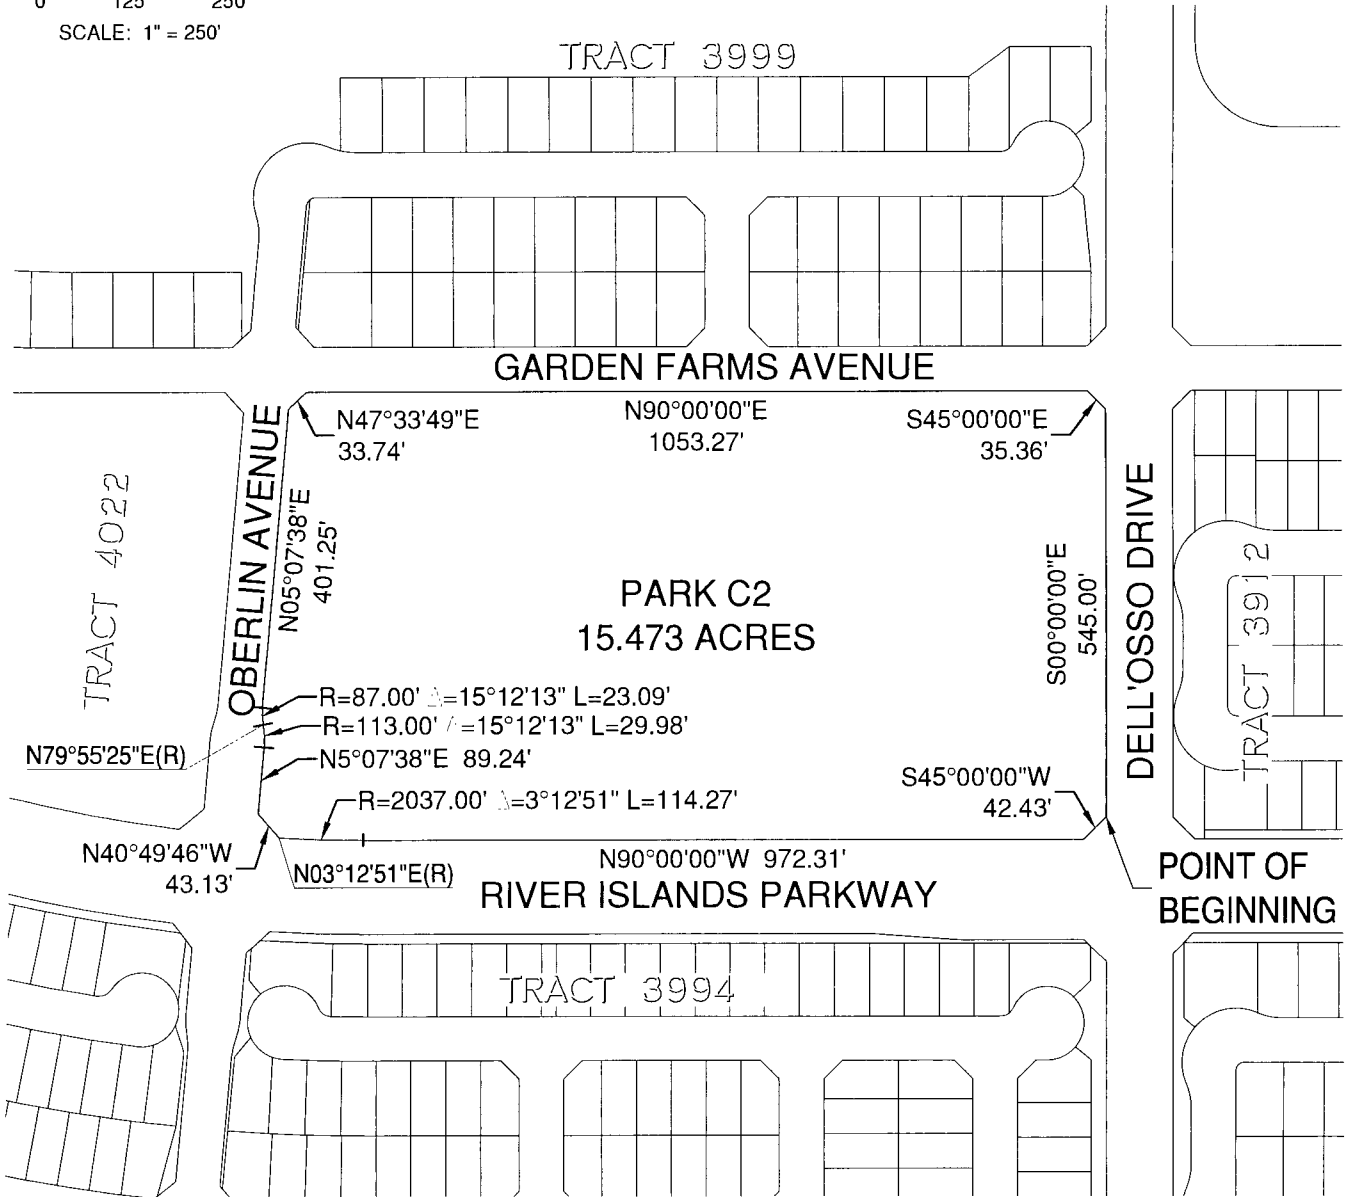 0 125 250
SCALE: 1" = 250'
TRACT 3999
GARDEN FARMS AVENUE
N47°33'49"E
33.74'
N90°00'00"E
1053.27'
S45°00'00"E
35.36'
OBERLIN AVENUE
N05°07'38"E
401.25'
TRACT 4022
PARK C2
15.473 ACRES
S00°00'00"E
545.00'
DELL'OSSO DRIVE
TRACT 3912
R=87.00' Δ=15°12'13" L=23.09'
R=113.00' Δ=15°12'13" L=29.98'
N79°55'25"E(R)
N5°07'38"E 89.24'
R=2037.00' Δ=3°12'51" L=114.27'
S45°00'00"W
42.43'
N40°49'46"W
43.13'
N03°12'51"E(R)
N90°00'00"W 972.31'
RIVER ISLANDS PARKWAY
POINT OF
BEGINNING
TRACT 3994